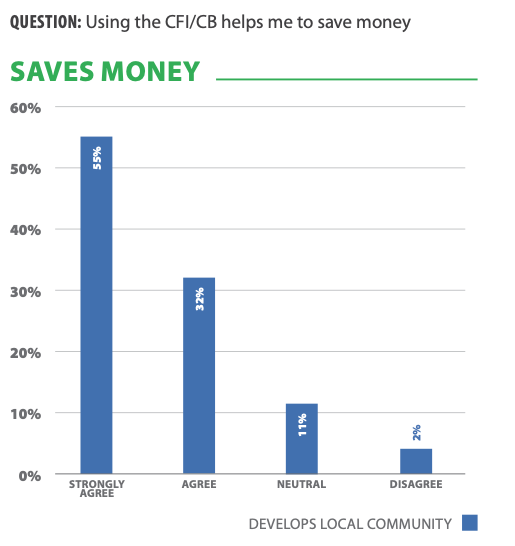 QUESTION: Using the CFI/CB helps me to save money
SAVES MONEY
60%
50%
40%
30%
20%
10%
0%
55%
32%
11%
2%
STRONGLY
AGREE
AGREE
NEUTRAL
DISAGREE
DEVELOPS LOCAL COMMUNITY